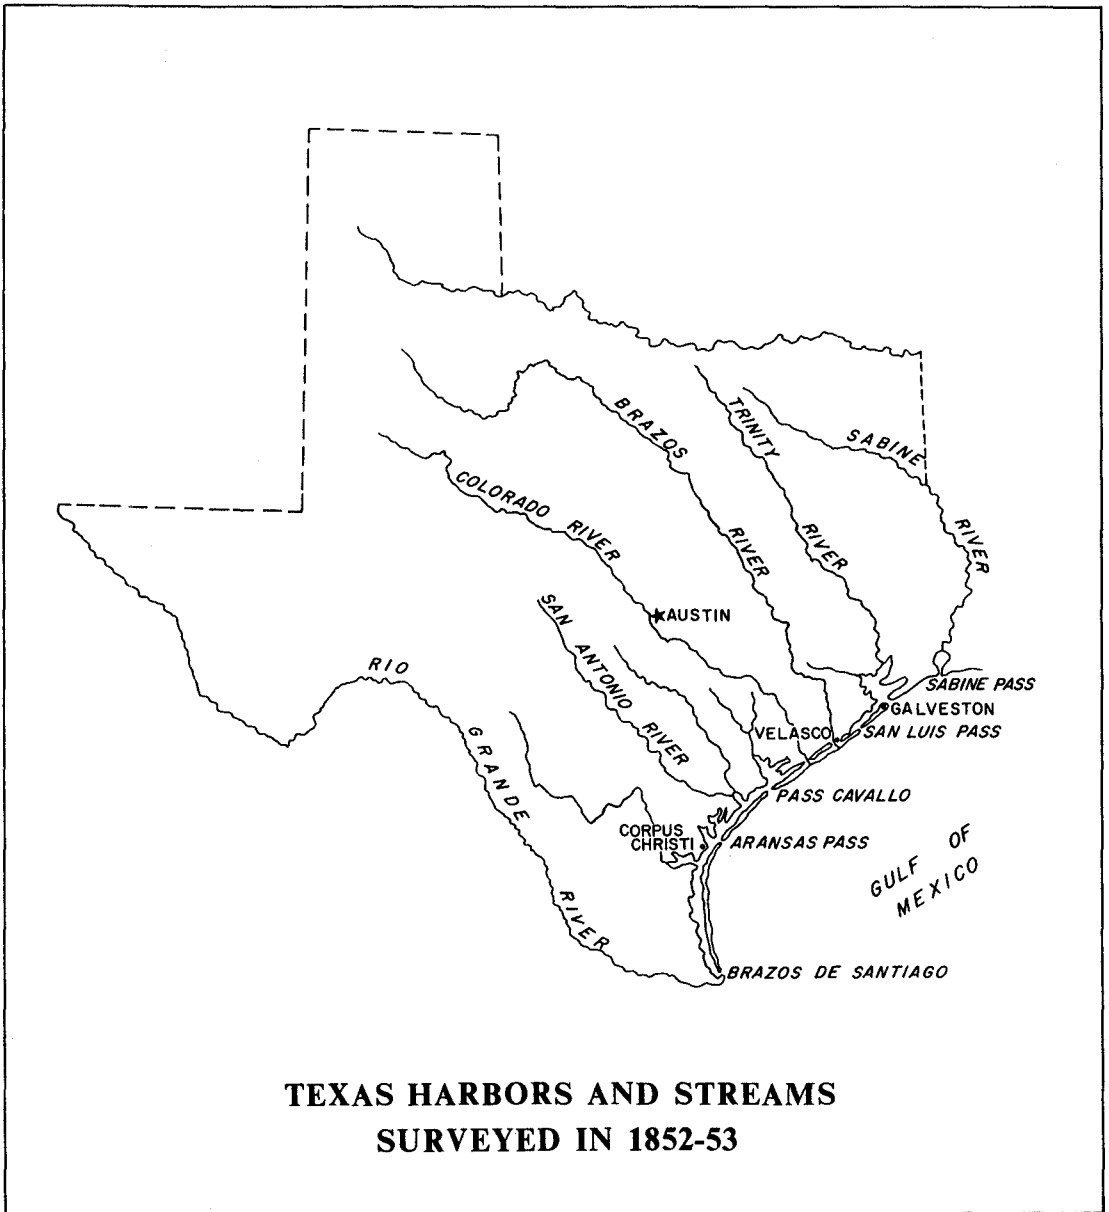 BRAZOS RIVER
TRINITY RIVER
SABINE RIVER
COLORADO RIVER
AUSTIN
SAN ANTONIO RIVER
RIO GRANDE RIVER
SABINE PASS
GALVESTON
VELASCO
SAN LUIS PASS
PASS CAVALLO
CORPUS
CHRISTI
ARANSAS PASS
GULF OF
MEXICO
BRAZOS DE SANTIAGO
TEXAS HARBORS AND STREAMS
SURVEYED IN 1852-53